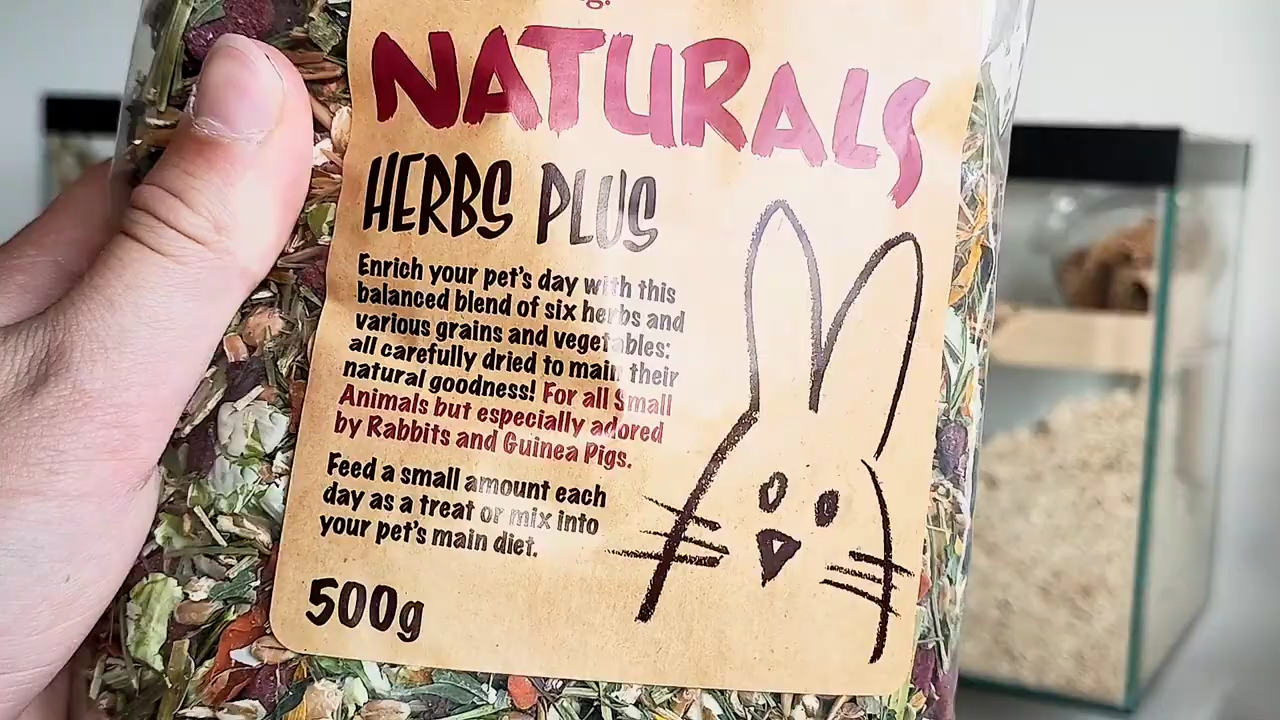 NATURALS
HERBS PLUS
Enrich your pet's day with this
balanced blend of six herbs and
various grains and vegetables:
all carefully dried to main their
natural goodness! For all Small
Animals but especially adored
by Rabbits and Guinea Pigs.
Feed a small amount each
day as a treat or mix into
your pet's main diet.
500g